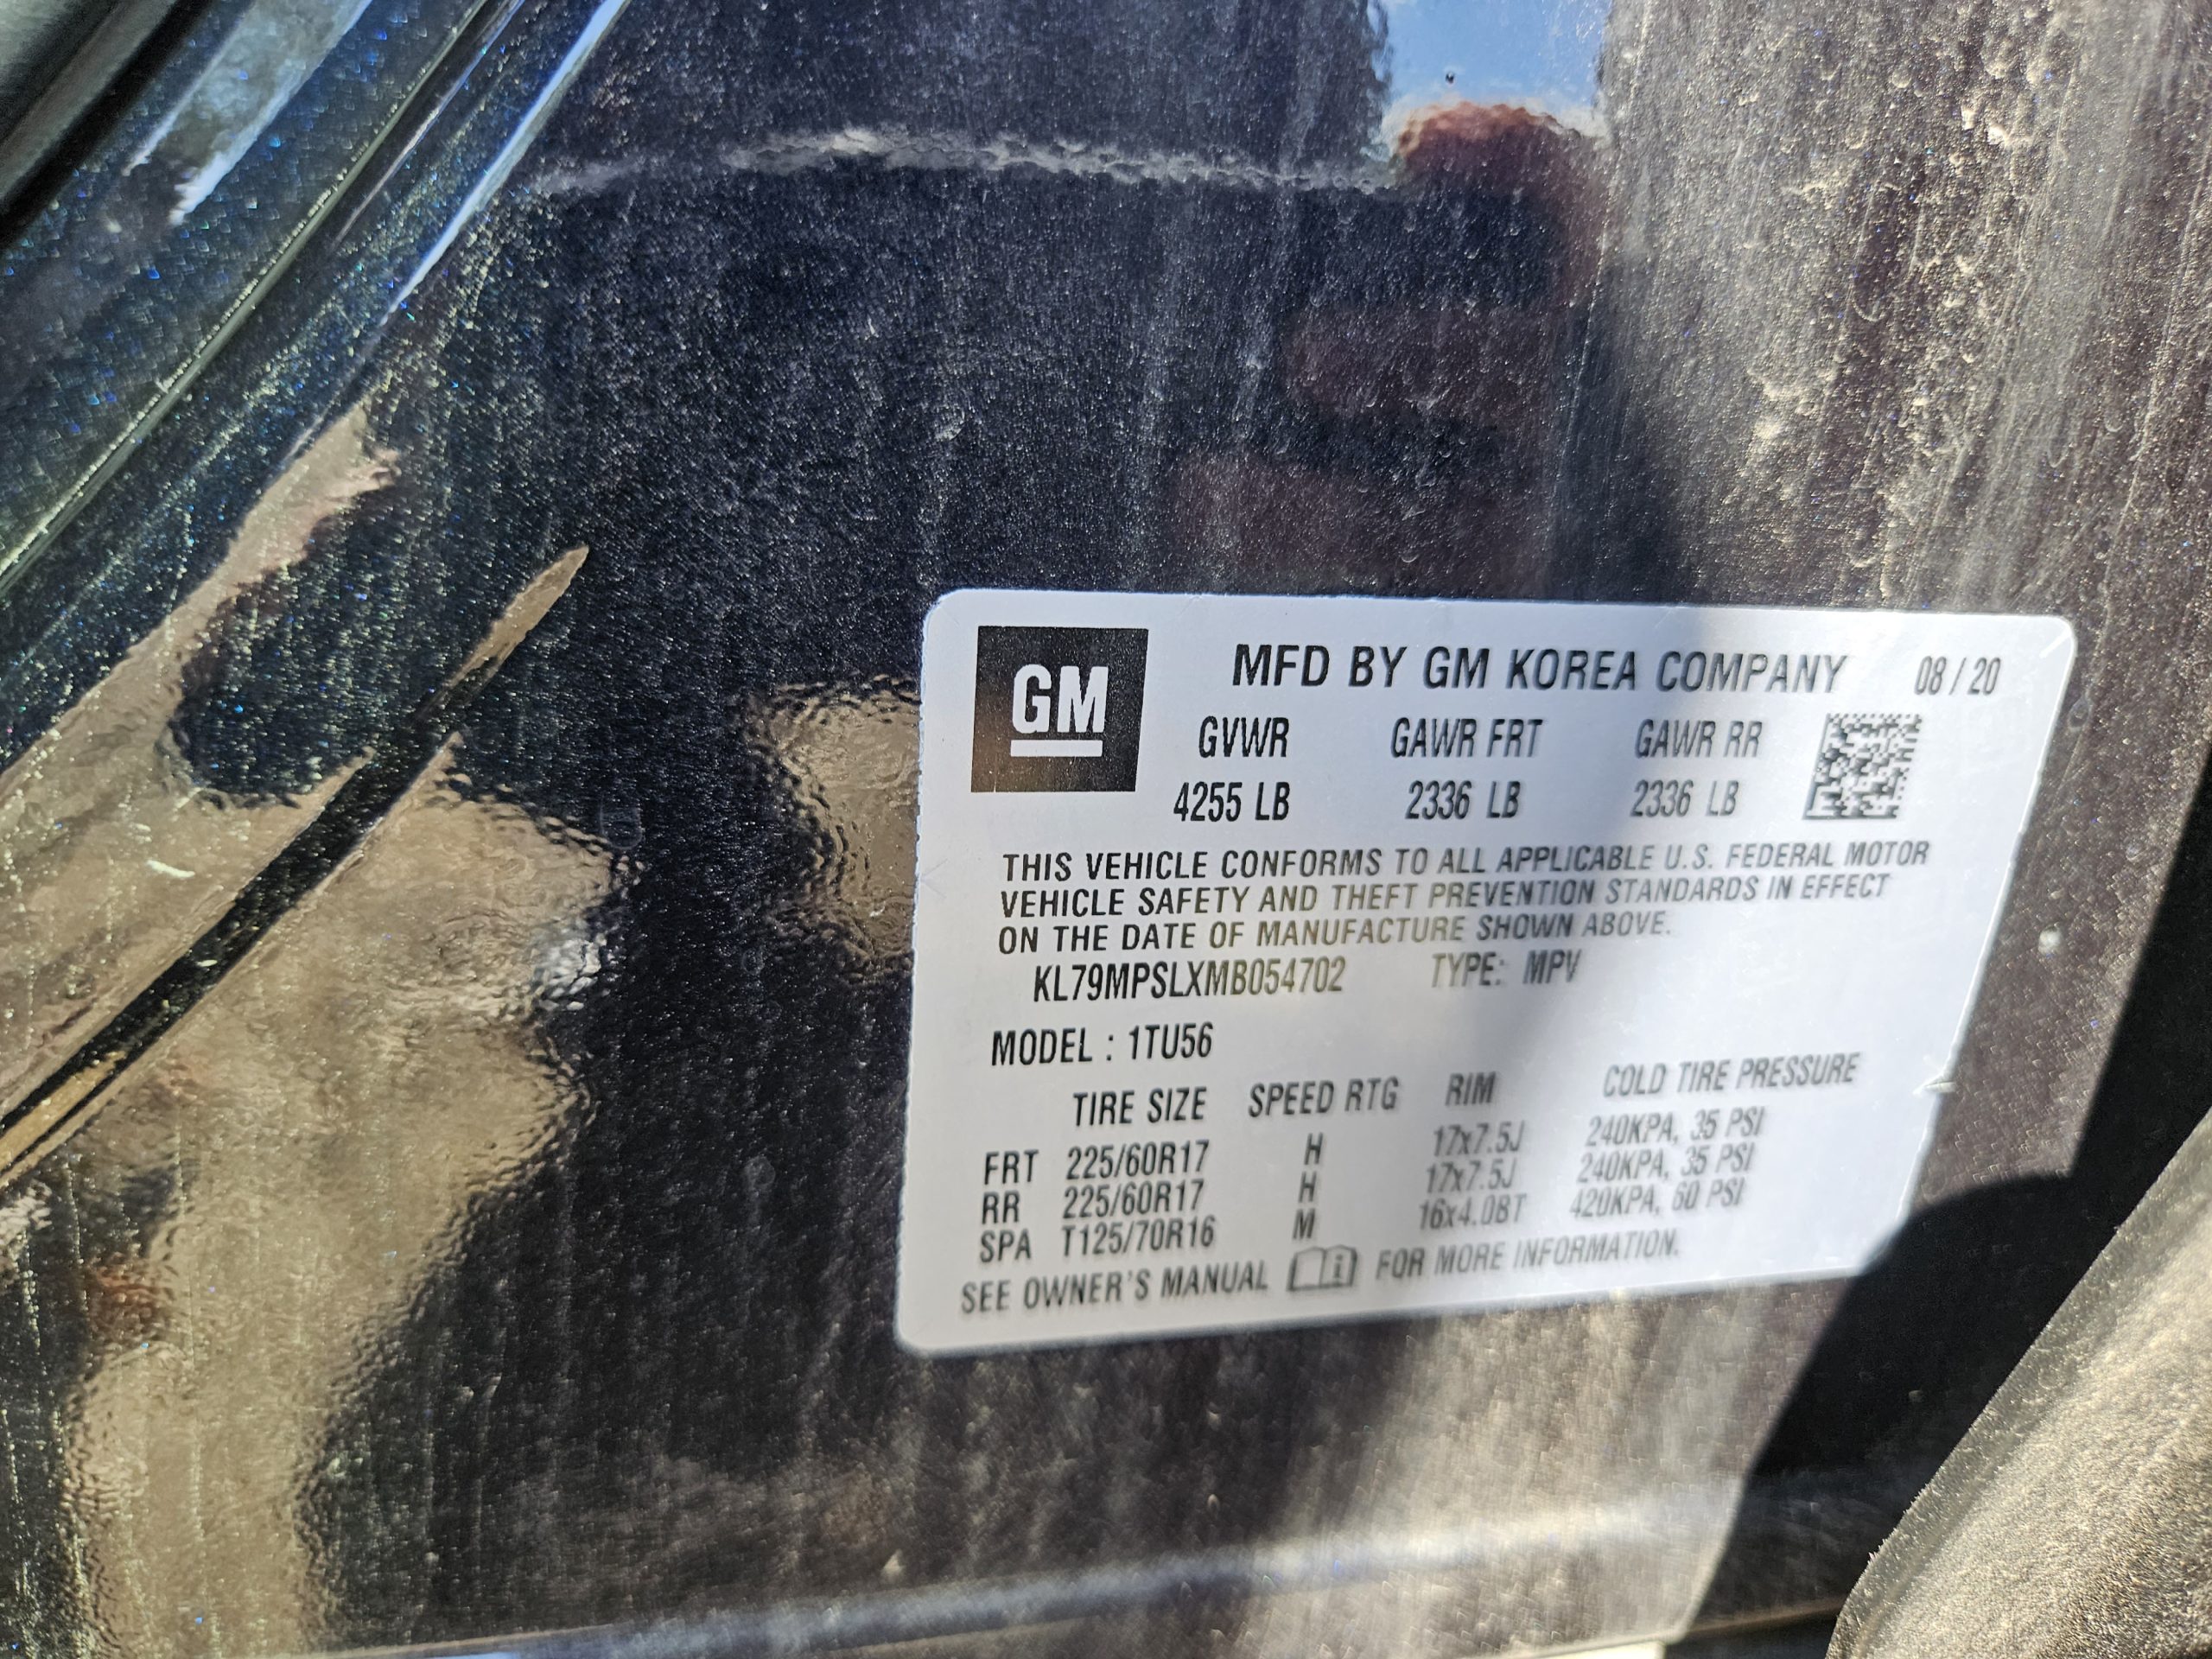 GM
MFD BY GM KOREA COMPANY 08/20
GVWR GAWR FRT GAWR RR
4255 LB 2336 LB 2336 LB
THIS VEHICLE CONFORMS TO ALL APPLICABLE U.S. FEDERAL MOTOR
VEHICLE SAFETY AND THEFT PREVENTION STANDARDS IN EFFECT
ON THE DATE OF MANUFACTURE SHOWN ABOVE.
KL79MPSLXMB054702 TYPE: MPV
MODEL : 1TU56
TIRE SIZE SPEED RTG RIM COLD TIRE PRESSURE
FRT 225/60R17 H 17x7.5J 240KPA, 35 PSI
RR 225/60R17 H 17x7.5J 240KPA, 35 PSI
SPA T125/70R16 M 16x4.0BT 420KPA, 60 PSI
SEE OWNER'S MANUAL FOR MORE INFORMATION.